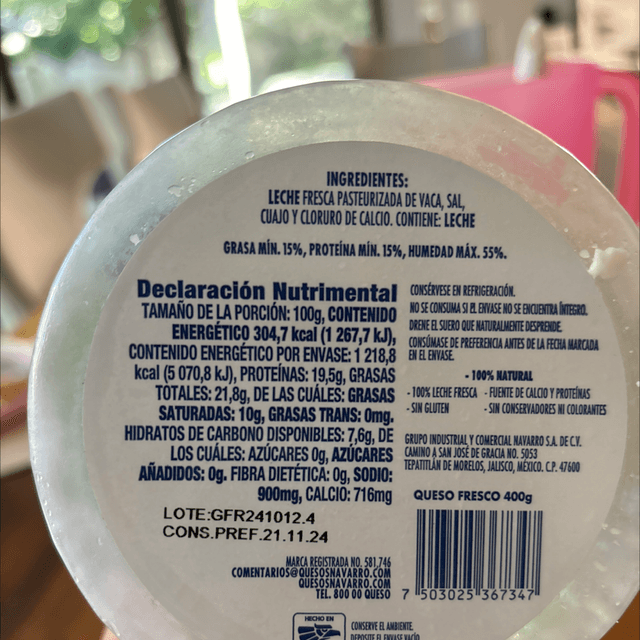 INGREDIENTES:
LECHE FRESCA PASTEURIZADA DE VACA, SAL,
CUAJO Y CLORURO DE CALCIO. CONTIENE: LECHE
GRASA MÍN. 15%, PROTEÍNA MÍN. 15%, HUMEDAD MÁX. 55%.
Declaración Nutrimental
TAMAÑO DE LA PORCIÓN: 100g, CONTENIDO
ENERGÉTICO 304,7 kcal (1 267,7 kJ),
CONTENIDO ENERGÉTICO POR ENVASE: 1 218,8
kcal (5 070,8 kJ), PROTEÍNAS: 19,5g, GRASAS
TOTALES: 21,8g, DE LAS CUALES: GRASAS
SATURADAS: 10g, GRASAS TRANS: 0mg.
HIDRATOS DE CARBONO DISPONIBLES: 7,6g, DE
LOS CUALES: AZÚCARES 0g, AZÚCARES
AÑADIDOS: 0g. FIBRA DIETÉTICA: 0g, SODIO:
900mg, CALCIO: 716mg
LOTE:GFR241012.4
CONS.PREF.21.11.24
CONSÉRVESE EN REFRIGERACIÓN.
NO SE CONSUMA SI EL ENVASE NO SE ENCUENTRA ÍNTEGRO.
DRENE EL SUERO QUE NATURALMENTE DESPRENDE.
CONSÚMASE DE PREFERENCIA ANTES DE LA FECHA MARCADA
EN EL ENVASE.
- 100% NATURAL
- 100% LECHE FRESCA - FUENTE DE CALCIO Y PROTEÍNAS
- SIN GLUTEN - SIN CONSERVADORES NI COLORANTES
GRUPO INDUSTRIAL Y COMERCIAL NAVARRO S.A. DE C.V.
CAMINO A SAN JOSÉ DE GRACIA NO. 5053
TEPATITLÁN DE MORELOS, JALISCO, MÉXICO. C.P. 47600
QUESO FRESCO 400g
7 503025 367347
MARCA REGISTRADA NO. 581,746
COMENTARIOS@QUESOSNAVARRO.COM
QUESOSNAVARRO.COM
TEL. 800 00 QUESO
HECHO EN
CONSERVE EL AMBIENTE.
DEPOSITE EL ENVASE VACÍO